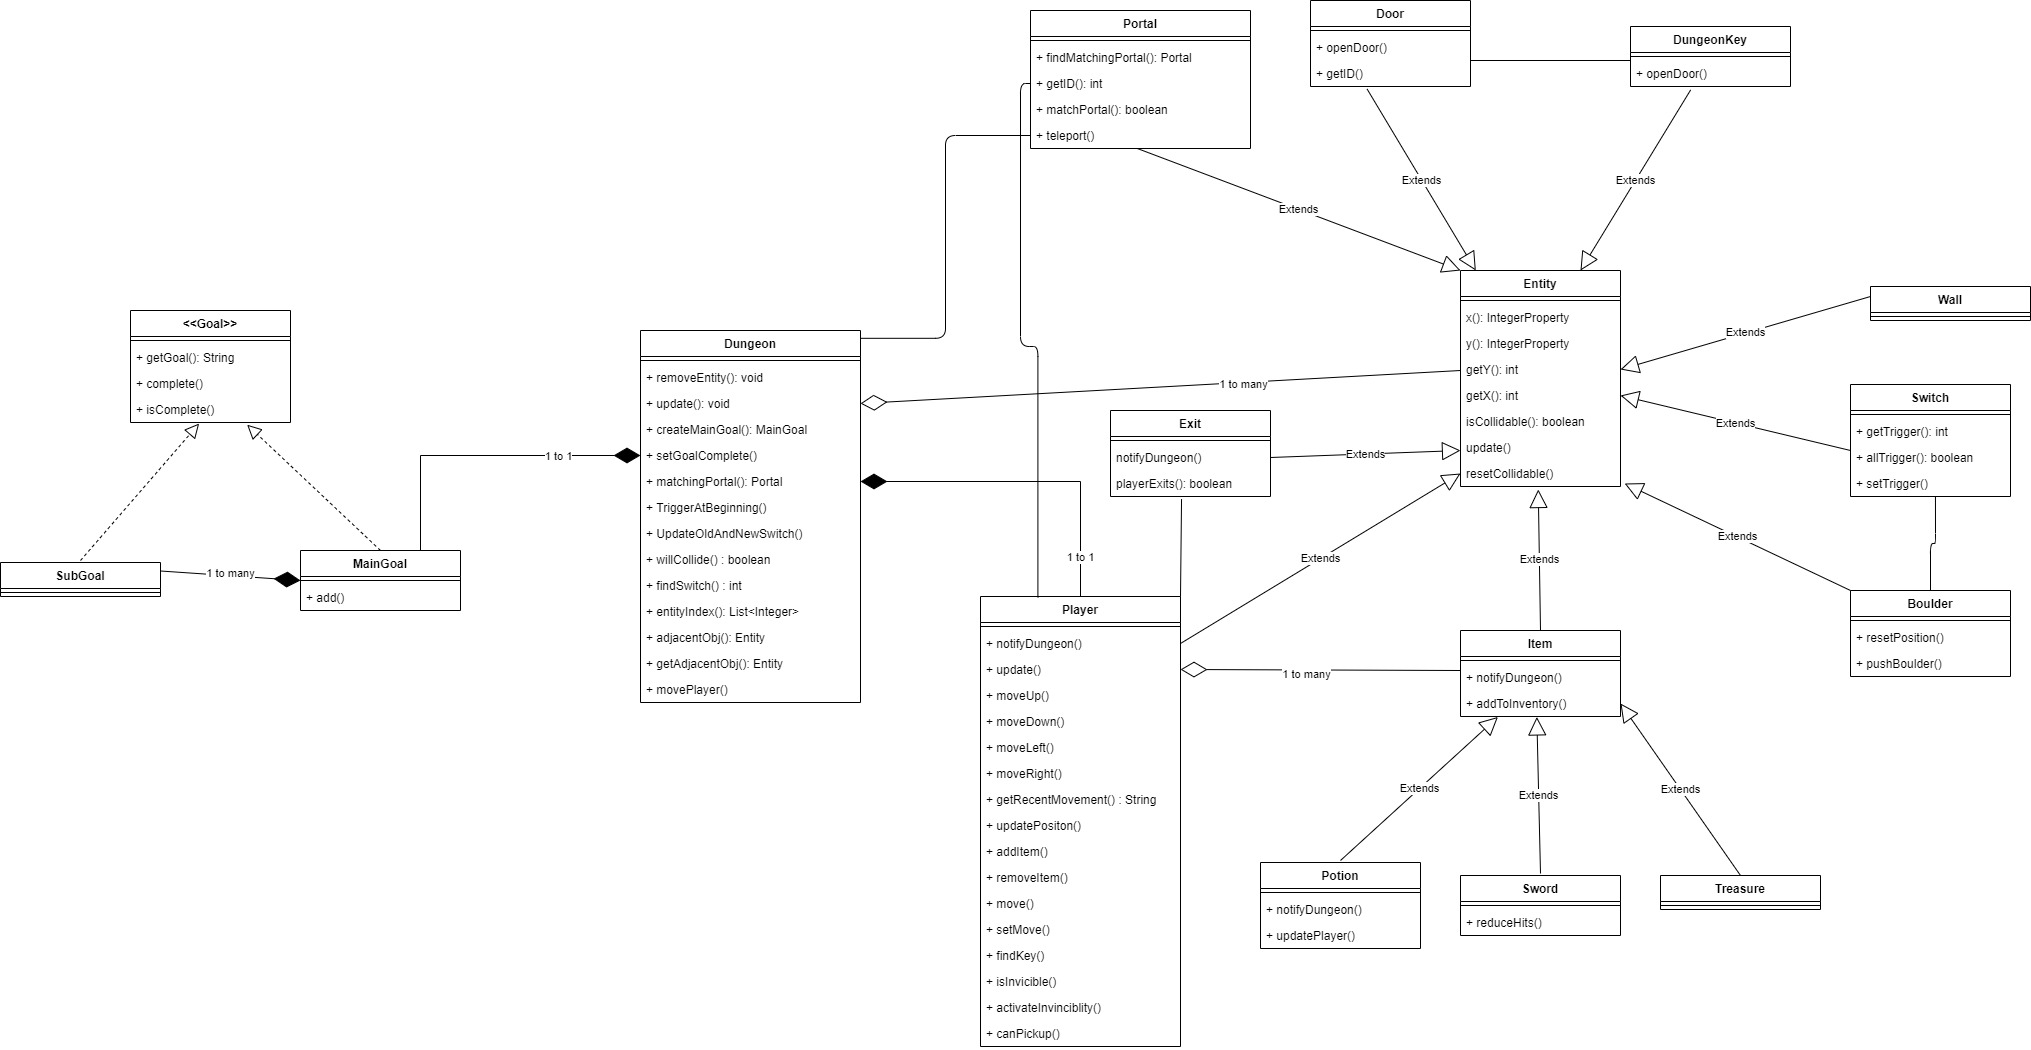 Portal
+ findMatchingPortal(): Portal
+ getID(): int
+ matchPortal(): boolean
+ teleport()
Door
+ openDoor()
+ getID()
DungeonKey
+ openDoor()
Extends
Extends
Extends
<<Goal>>
+ getGoal(): String
+ complete()
+ isComplete()
SubGoal
1 to many
MainGoal
+ add()
1 to 1
Dungeon
+ removeEntity(): void
+ update(): void
+ createMainGoal(): MainGoal
+ setGoalComplete()
+ matchingPortal(): Portal
+ TriggerAtBeginning()
+ UpdateOldAndNewSwitch()
+ willCollide() : boolean
+ findSwitch() : int
+ entityIndex(): List<Integer>
+ adjacentObj(): Entity
+ getAdjacentObj(): Entity
+ movePlayer()
1 to many
1 to 1
Entity
x(): IntegerProperty
y(): IntegerProperty
getY(): int
getX(): int
isCollidable(): boolean
update()
resetCollidable()
Extends
Wall
Extends
Switch
+ getTrigger(): int
+ allTrigger(): boolean
+ setTrigger()
Extends
Boulder
+ resetPosition()
+ pushBoulder()
Exit
notifyDungeon()
playerExits(): boolean
Extends
Extends
Extends
Player
+ notifyDungeon()
+ update()
+ moveUp()
+ moveDown()
+ moveLeft()
+ moveRight()
+ getRecentMovement() : String
+ updatePositon()
+ addItem()
+ removeItem()
+ move()
+ setMove()
+ findKey()
+ isInvicible()
+ activateInvinciblity()
+ canPickup()
1 to many
Item
+ notifyDungeon()
+ addToInventory()
Extends
Extends
Extends
Potion
+ notifyDungeon()
+ updatePlayer()
Sword
+ reduceHits()
Treasure